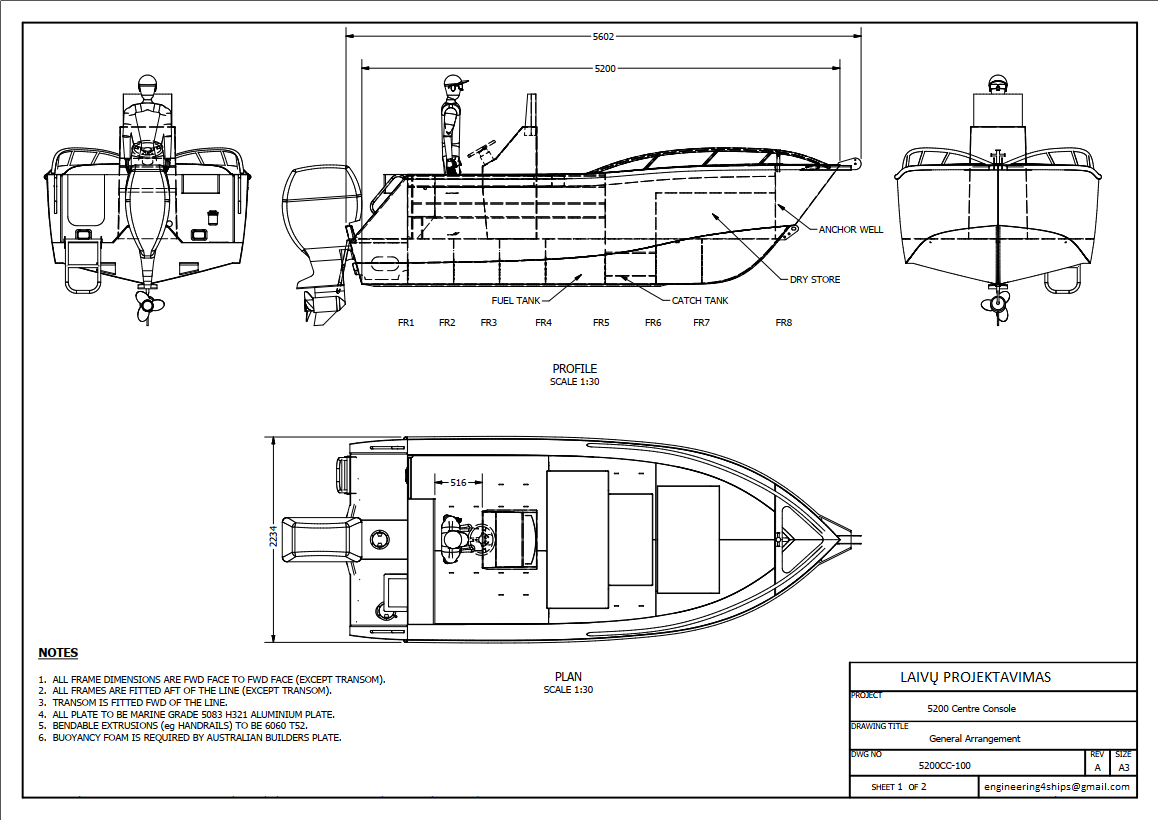 5602
5200
ANCHOR WELL
DRY STORE
FUEL TANK
CATCH TANK
FR1 FR2 FR3 FR4 FR5 FR6 FR7 FR8
PROFILE
SCALE 1:30
516
2234
PLAN
SCALE 1:30
NOTES
1. ALL FRAME DIMENSIONS ARE FWD FACE TO FWD FACE (EXCEPT TRANSOM).
2. ALL FRAMES ARE FITTED AFT OF THE LINE (EXCEPT TRANSOM).
3. TRANSOM IS FITTED FWD OF THE LINE.
4. ALL PLATE TO BE MARINE GRADE 5083 H321 ALUMINIUM PLATE.
5. BENDABLE EXTRUSIONS (eg HANDRAILS) TO BE 6060 T52.
6. BUOYANCY FOAM IS REQUIRED BY AUSTRALIAN BUILDERS PLATE.
LAIVŲ PROJEKTAVIMAS
PROJECT
5200 Centre Console
DRAWING TITLE
General Arrangement
DWG NO REV SIZE
5200CC-100 A A3
SHEET 1 OF 2 engineering4ships@gmail.com